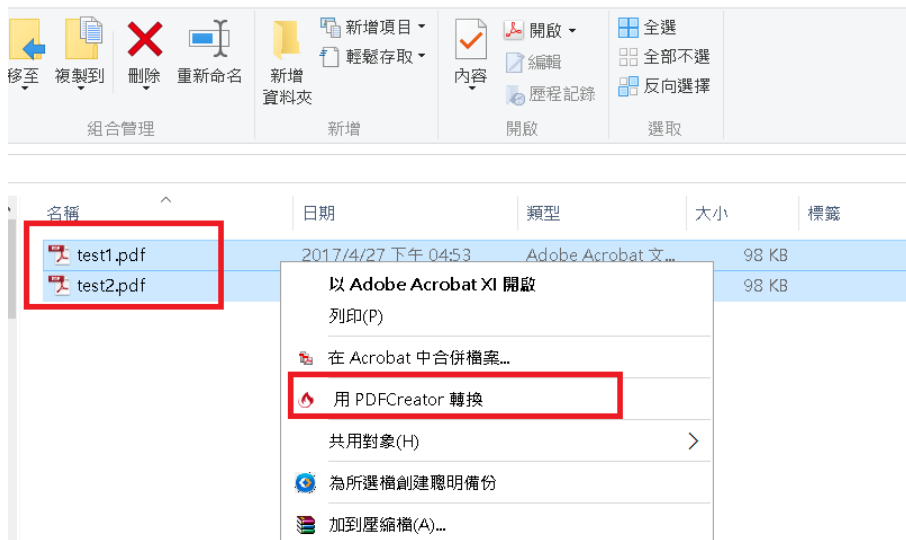 新增項目
開啟
全選
輕鬆存取
編輯
全部不選
移至 複製到 刪除 重新命名 新增
資料夾
內容
歷程記錄
反向選擇
組合管理 新增 開啟 選取
名稱 日期 類型 大小 標籤
test1.pdf 2017/4/27 下午 04:53 Adobe Acrobat 文... 98 KB
test2.pdf 98 KB
以 Adobe Acrobat XI 開啟
列印(P)
在 Acrobat 中合併檔案...
用 PDFCreator 轉換
共用對象(H)
為所選檔創建聰明備份
加到壓縮檔(A)...